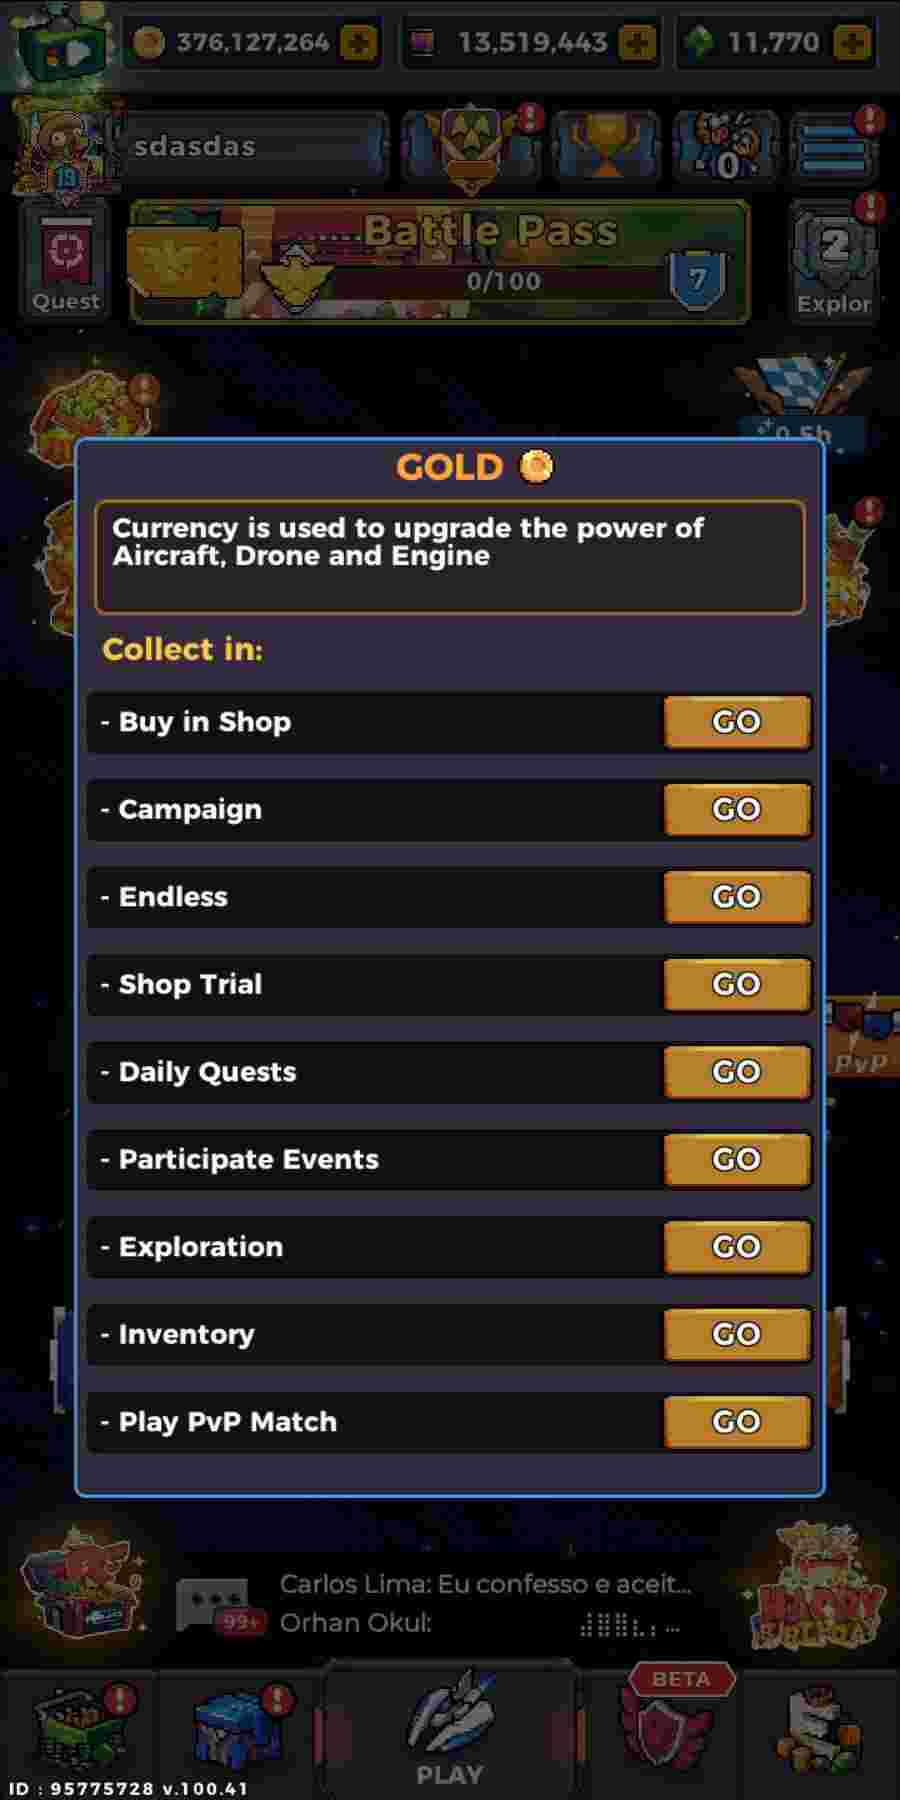 376,127,264
13,519,443
11,770
19
sdasdas
0
Quest
Battle Pass
0/100
7
2
Explor
GOLD
Currency is used to upgrade the power of
Aircraft, Drone and Engine
Collect in:
- Buy in Shop GO
- Campaign GO
- Endless GO
- Shop Trial GO
- Daily Quests GO
- Participate Events GO
- Exploration GO
- Inventory GO
- Play PvP Match GO
PvP
Carlos Lima: Eu confesso e aceit...
99+
Orhan Okul:
HAPPY
BIRTHDAY
BETA
PLAY
ID : 95775728 v.100.41